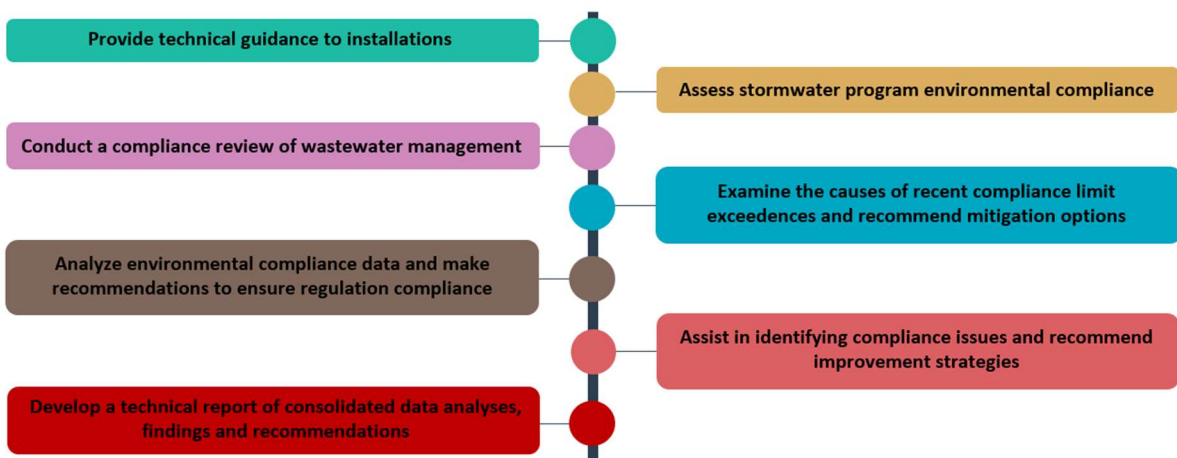 Provide technical guidance to installations
Assess stormwater program environmental compliance
Conduct a compliance review of wastewater management
Examine the causes of recent compliance limit
exceedences and recommend mitigation options
Analyze environmental compliance data and make
recommendations to ensure regulation compliance
Assist in identifying compliance issues and recommend
improvement strategies
Develop a technical report of consolidated data analyses,
findings and recommendations